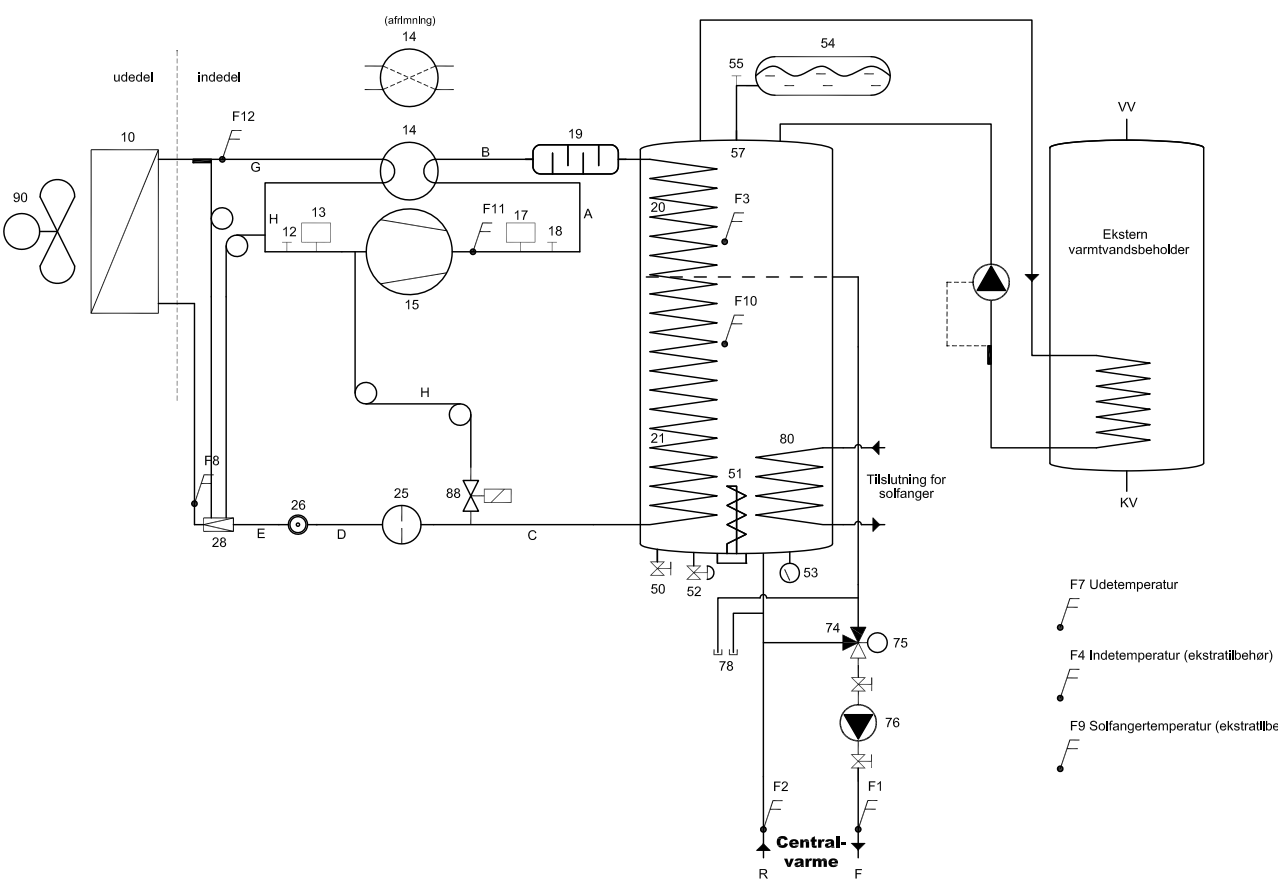 (afrimning)
14
54
55
udedel
indedel
VV
F12
10
14
B
19
57
G
90
20
F3
H
13
F11
17
A
12
18
Ekstern
varmtvandsbeholder
15
F10
H
21
80
F8
51
Tilslutning for
solfanger
26
25
88
KV
28
E
D
C
50
52
53
F7 Udetemperatur
74
75
78
F4 Indetemperatur (ekstratilbehør)
76
F9 Solfangertemperatur (ekstratilbe
F2
F1
Central-
varme
R
F